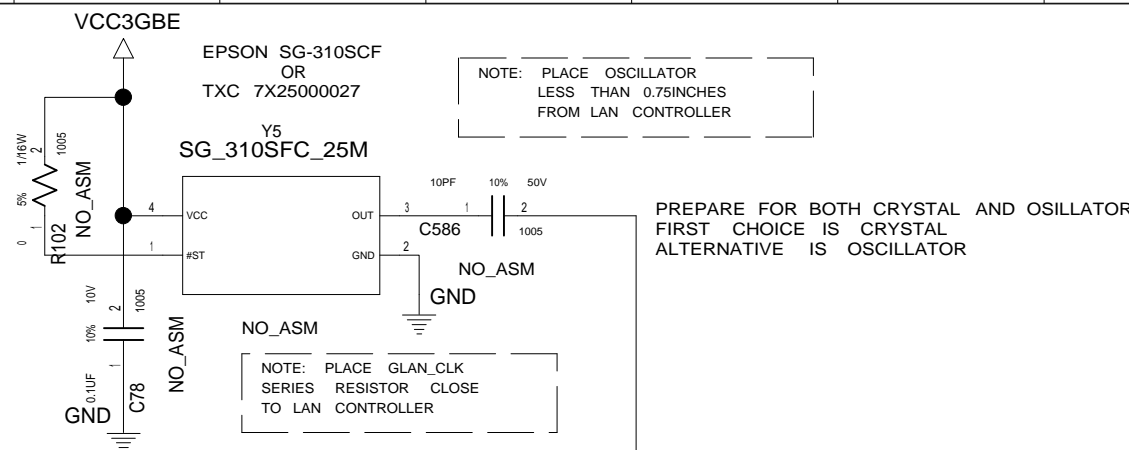 VCC3GBE
EPSON SG-310SCF
OR
TXC 7X25000027
NOTE: PLACE OSCILLATOR
LESS THAN 0.75INCHES
FROM LAN CONTROLLER
Y5
SG_310SFC_25M
1/16W
2
1005
5%
NO_ASM
0
1
R102
4
VCC
1
#ST
OUT
3
GND
2
10PF
10%
50V
1
2
C586
1005
NO_ASM
GND
PREPARE FOR BOTH CRYSTAL AND OSILLATOR
FIRST CHOICE IS CRYSTAL
ALTERNATIVE IS OSCILLATOR
10V
2
1005
10%
NO_ASM
0.1UF
1
C78
GND
NO_ASM
NOTE: PLACE GLAN_CLK
SERIES RESISTOR CLOSE
TO LAN CONTROLLER